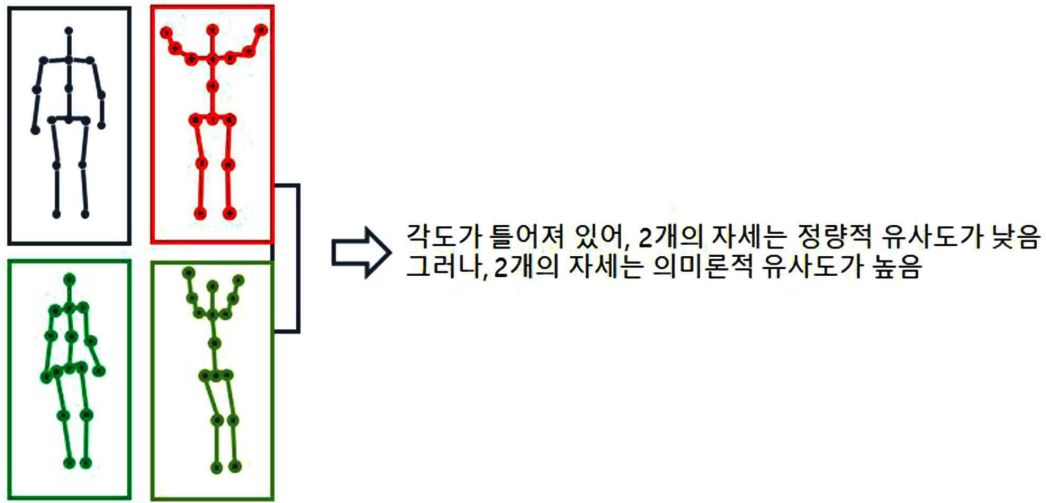 각도가 틀어져 있어, 2개의 자세는 정량적 유사도가 낮음
그러나, 2개의 자세는 의미론적 유사도가 높음